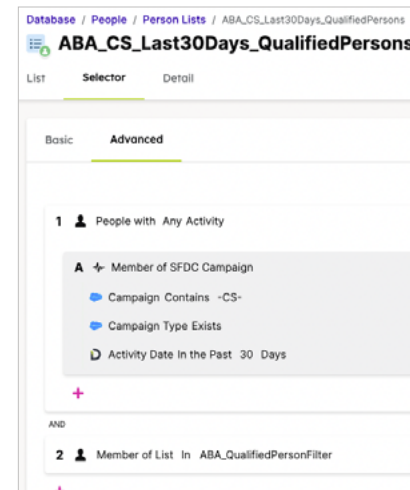 Database / People / Person Lists / ABA_CS_Last30Days_QualifiedPersons
ABA_CS_Last30Days_QualifiedPersons
List Selector Detail
Basic Advanced
1 People with Any Activity
A Member of SFDC Campaign
Campaign Contains -CS-
Campaign Type Exists
Activity Date In the Past 30 Days
+
AND
2 Member of List In ABA_QualifiedPersonFilter